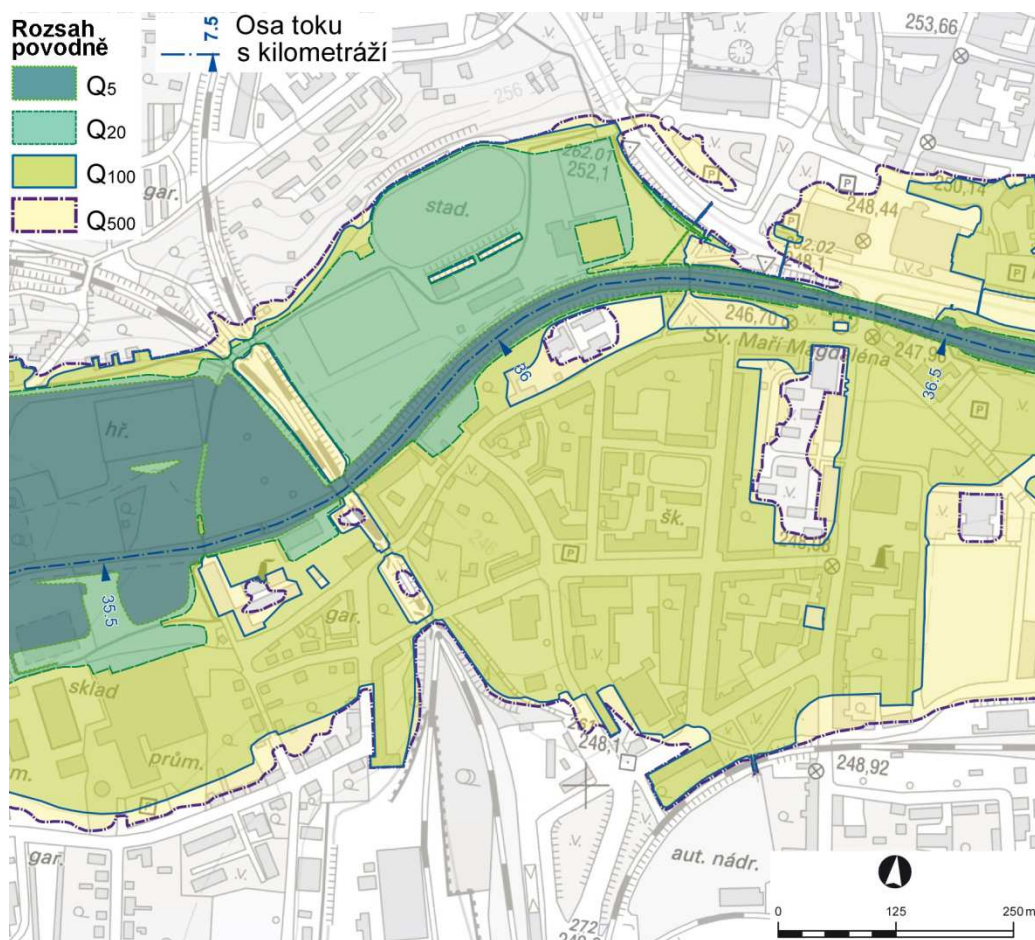 Rozsah
povodně
Q5
Q20
Q100
Q500
7.5
Osa toku
s kilometráží
253,66
256
gar.
262.01
252,1
stad.
250,14
248,44
248,1
246,70
Sv. Maří Magdaléna
36
36.5
hř.
šk.
35.5
gar.
sklad
prům.
m.
248,1
248,92
gar.
aut. nádr.
272
0
125
250 m